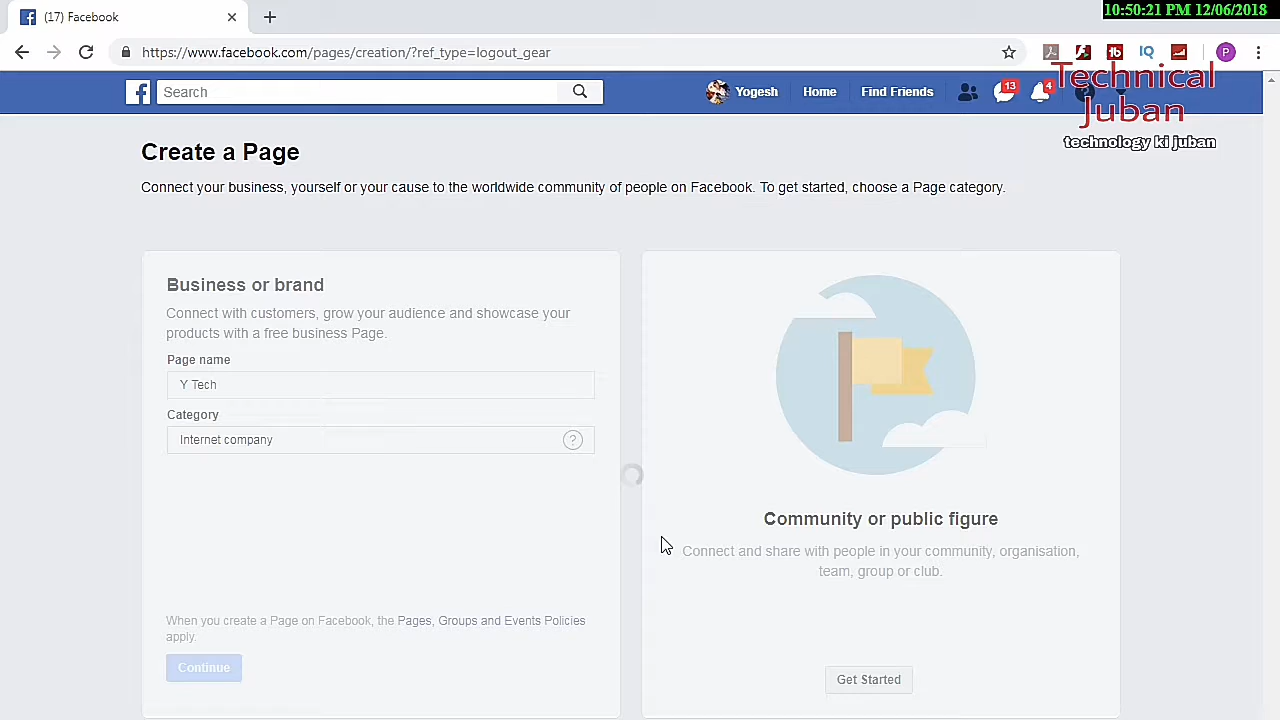 10:50:21 PM 12/06/2018
(17) Facebook
https://www.facebook.com/pages/creation/?ref_type=logout_gear
Technical
Juban
technology ki juban
Search
Yogesh
Home
Find Friends
13
4
Create a Page
Connect your business, yourself or your cause to the worldwide community of people on Facebook. To get started, choose a Page category.
Business or brand
Connect with customers, grow your audience and showcase your
products with a free business Page.
Page name
Y Tech
Category
Internet company
?
When you create a Page on Facebook, the Pages, Groups and Events Policies
apply.
Continue
Community or public figure
Connect and share with people in your community, organisation,
team, group or club.
Get Started